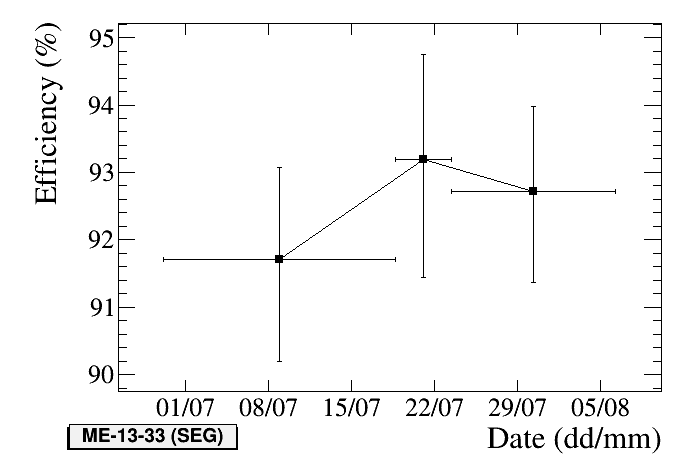 Efficiency (%)
95
94
93
92
91
90
01/07 08/07 15/07 22/07 29/07 05/08
ME-13-33 (SEG)
Date (dd/mm)